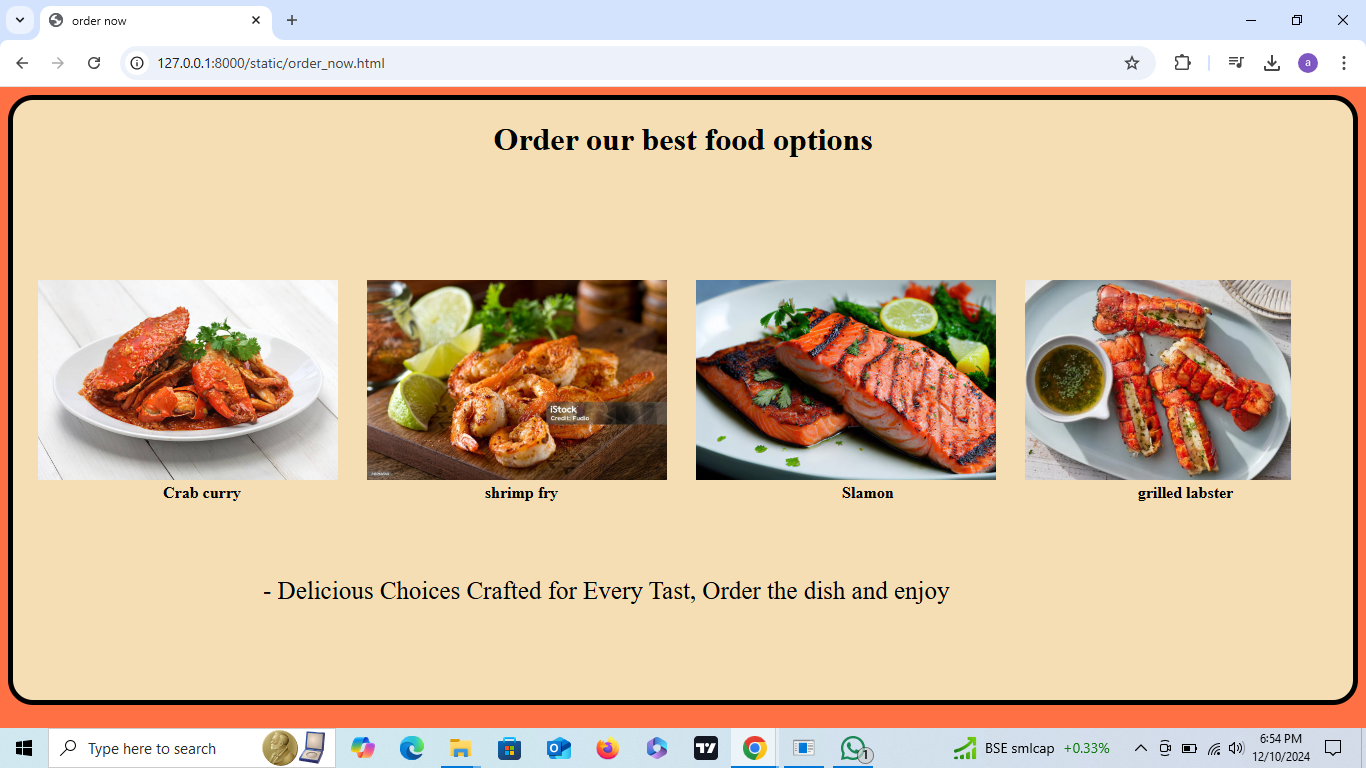 order now
127.0.0.1:8000/static/order_now.html
a
Order our best food options
iStock
Credit: Fudio
Crab curry
shrimp fry
Slamon
grilled labster
- Delicious Choices Crafted for Every Tast, Order the dish and enjoy
Type here to search
1
BSE smlcap +0.33%
6:54 PM
12/10/2024